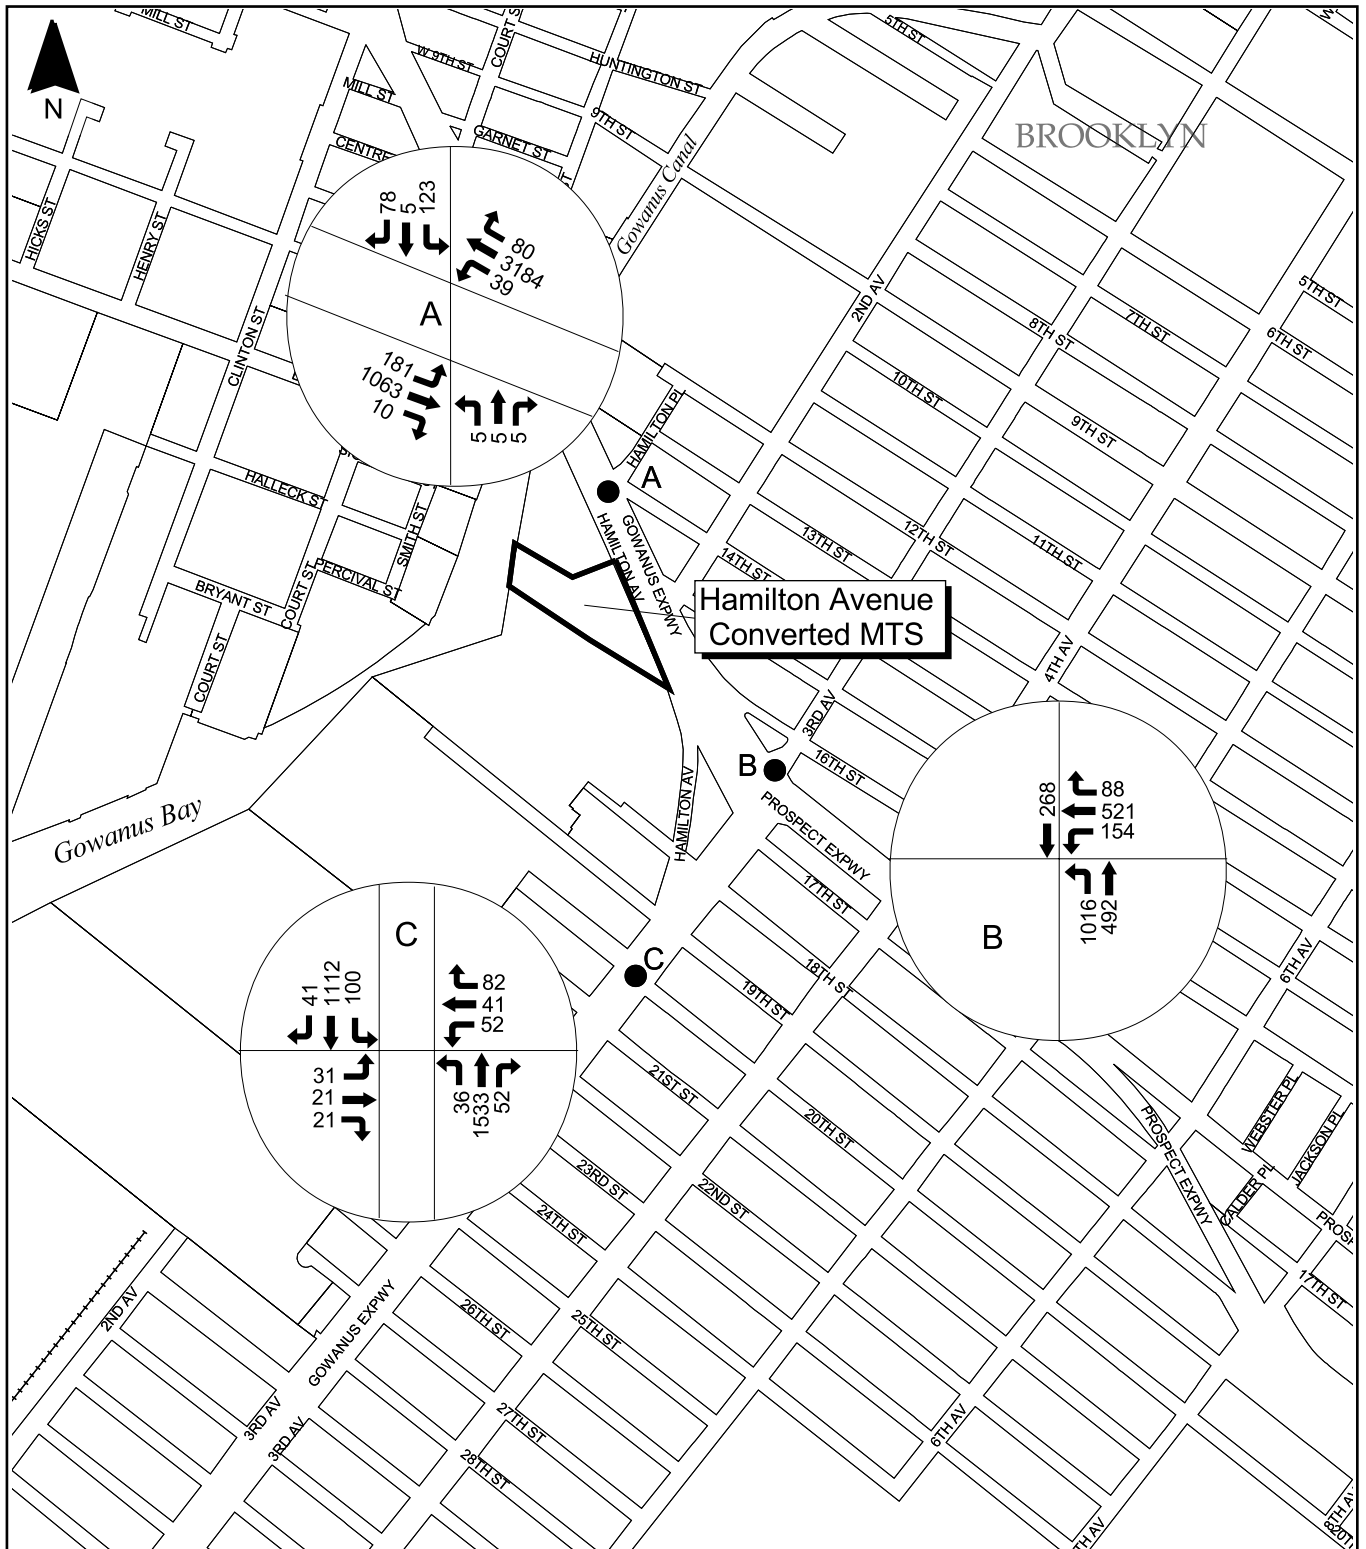 MILL ST
COURT S
5TH ST
W 9TH ST
HUNTINGTON ST
MILL ST
9TH ST
GARNET ST
CENTRE
N
BROOKLYN
Gowanus Canal
HICKS ST
HENRY ST
CLINTON ST
78
5
123
80
3184
39
A
181
1063
10
5
5
5
2ND AV
5TH ST
6TH ST
7TH ST
8TH ST
10TH ST
9TH ST
HAMILTON PL
A
HALLECK ST
SMITH ST
PERCIVAL ST
BRYANT ST
COURT ST
COURT ST
HAMILTON AV
GOWANUS EXPWY
14TH ST
13TH ST
12TH ST
11TH ST
Hamilton Avenue
Converted MTS
4TH AV
3RD AV
B
16TH ST
HAMILTON AV
PROSPECT EXPWY
Gowanus Bay
268
88
521
154
1016
492
B
17TH ST
18TH ST
19TH ST
6TH AV
C
C
41
1112
100
82
41
52
31
21
21
36
1533
52
21ST ST
20TH ST
23RD ST
22ND ST
24TH ST
WEBSTER PL
JACKSON PL
CALDER PL
PROSPECT EXPWY
PROSP
17TH ST
2ND AV
GOWANUS EXPWY
26TH ST
25TH ST
3RD AV
3RD AV
27TH ST
28TH ST
6TH AV
TH AV
8TH AV
20T